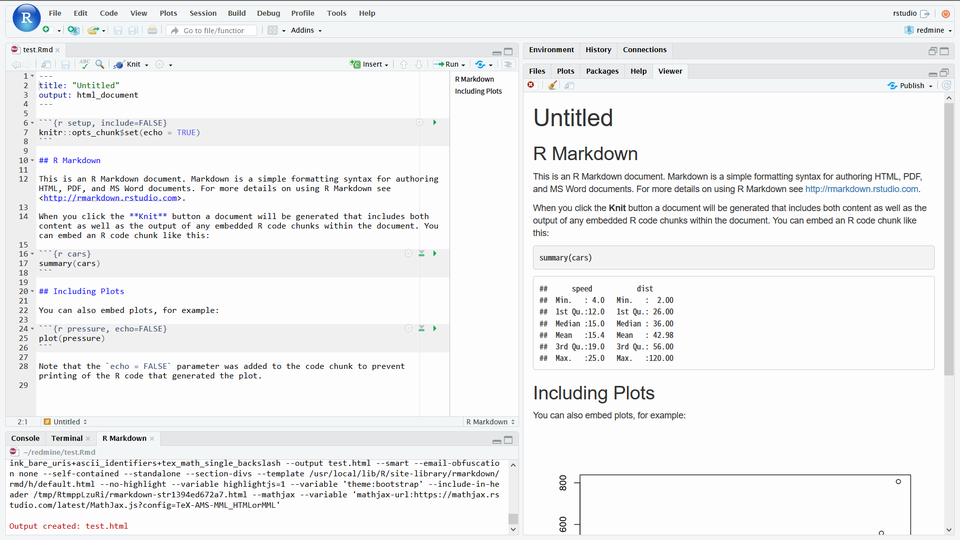 R
File Edit Code View Plots Session Build Debug Profile Tools Help
rstudio
Go to file/function
Addins
redmine
test.Rmd
Knit
Insert
Run
1 ---
2 title: "Untitled"
3 output: html_document
4 ---
5
6 ```{r setup, include=FALSE}
7 knitr::opts_chunk$set(echo = TRUE)
8 ```
9
10 ## R Markdown
11
12 This is an R Markdown document. Markdown is a simple formatting syntax for authoring
HTML, PDF, and MS Word documents. For more details on using R Markdown see
<http://rmarkdown.rstudio.com>.
13
14 When you click the **Knit** button a document will be generated that includes both
content as well as the output of any embedded R code chunks within the document. You
can embed an R code chunk like this:
15
16 ```{r cars}
17 summary(cars)
18 ```
19
20 ## Including Plots
21
22 You can also embed plots, for example:
23
24 ```{r pressure, echo=FALSE}
25 plot(pressure)
26 ```
27
28 Note that the `echo = FALSE` parameter was added to the code chunk to prevent
printing of the R code that generated the plot.
29
R Markdown
Including Plots
2:1 Untitled R Markdown
Console Terminal R Markdown
~/redmine/test.Rmd
ink_bare_uris+ascii_identifiers+tex_math_single_backslash --output test.html --smart --email-obfuscatio
n none --self-contained --standalone --section-divs --template /usr/local/lib/R/site-library/rmarkdown/
rmd/h/default.html --no-highlight --variable highlightjs=1 --variable 'theme:bootstrap' --include-in-he
ader /tmp/RtmppLzuRi/rmarkdown-str1394ed672a7.html --mathjax --variable 'mathjax-url:https://mathjax.rs
tudio.com/latest/MathJax.js?config=TeX-AMS-MML_HTMLorMML'
Output created: test.html
Environment History Connections
Files Plots Packages Help Viewer
Publish
Untitled
R Markdown
This is an R Markdown document. Markdown is a simple formatting syntax for authoring HTML, PDF,
and MS Word documents. For more details on using R Markdown see http://rmarkdown.rstudio.com.
When you click the Knit button a document will be generated that includes both content as well as the
output of any embedded R code chunks within the document. You can embed an R code chunk like
this:
summary(cars)
## speed dist
## Min. : 4.0 Min. : 2.00
## 1st Qu.:12.0 1st Qu.: 26.00
## Median :15.0 Median : 36.00
## Mean :15.4 Mean : 42.98
## 3rd Qu.:19.0 3rd Qu.: 56.00
## Max. :25.0 Max. :120.00
Including Plots
You can also embed plots, for example:
800
600